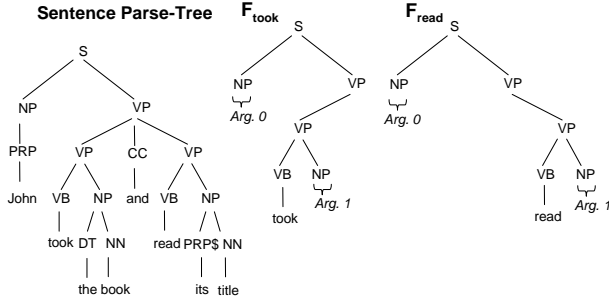 Sentence Parse-Tree F took F read
S S S
NP VP NP VP NP VP
Arg. 0 Arg. 0
VP VP
PRP VP CC VP
VB NP VB NP
John VB NP and VB NP
took Arg. 1 read Arg. 1
took DT NN read PRP$ NN
the book its title